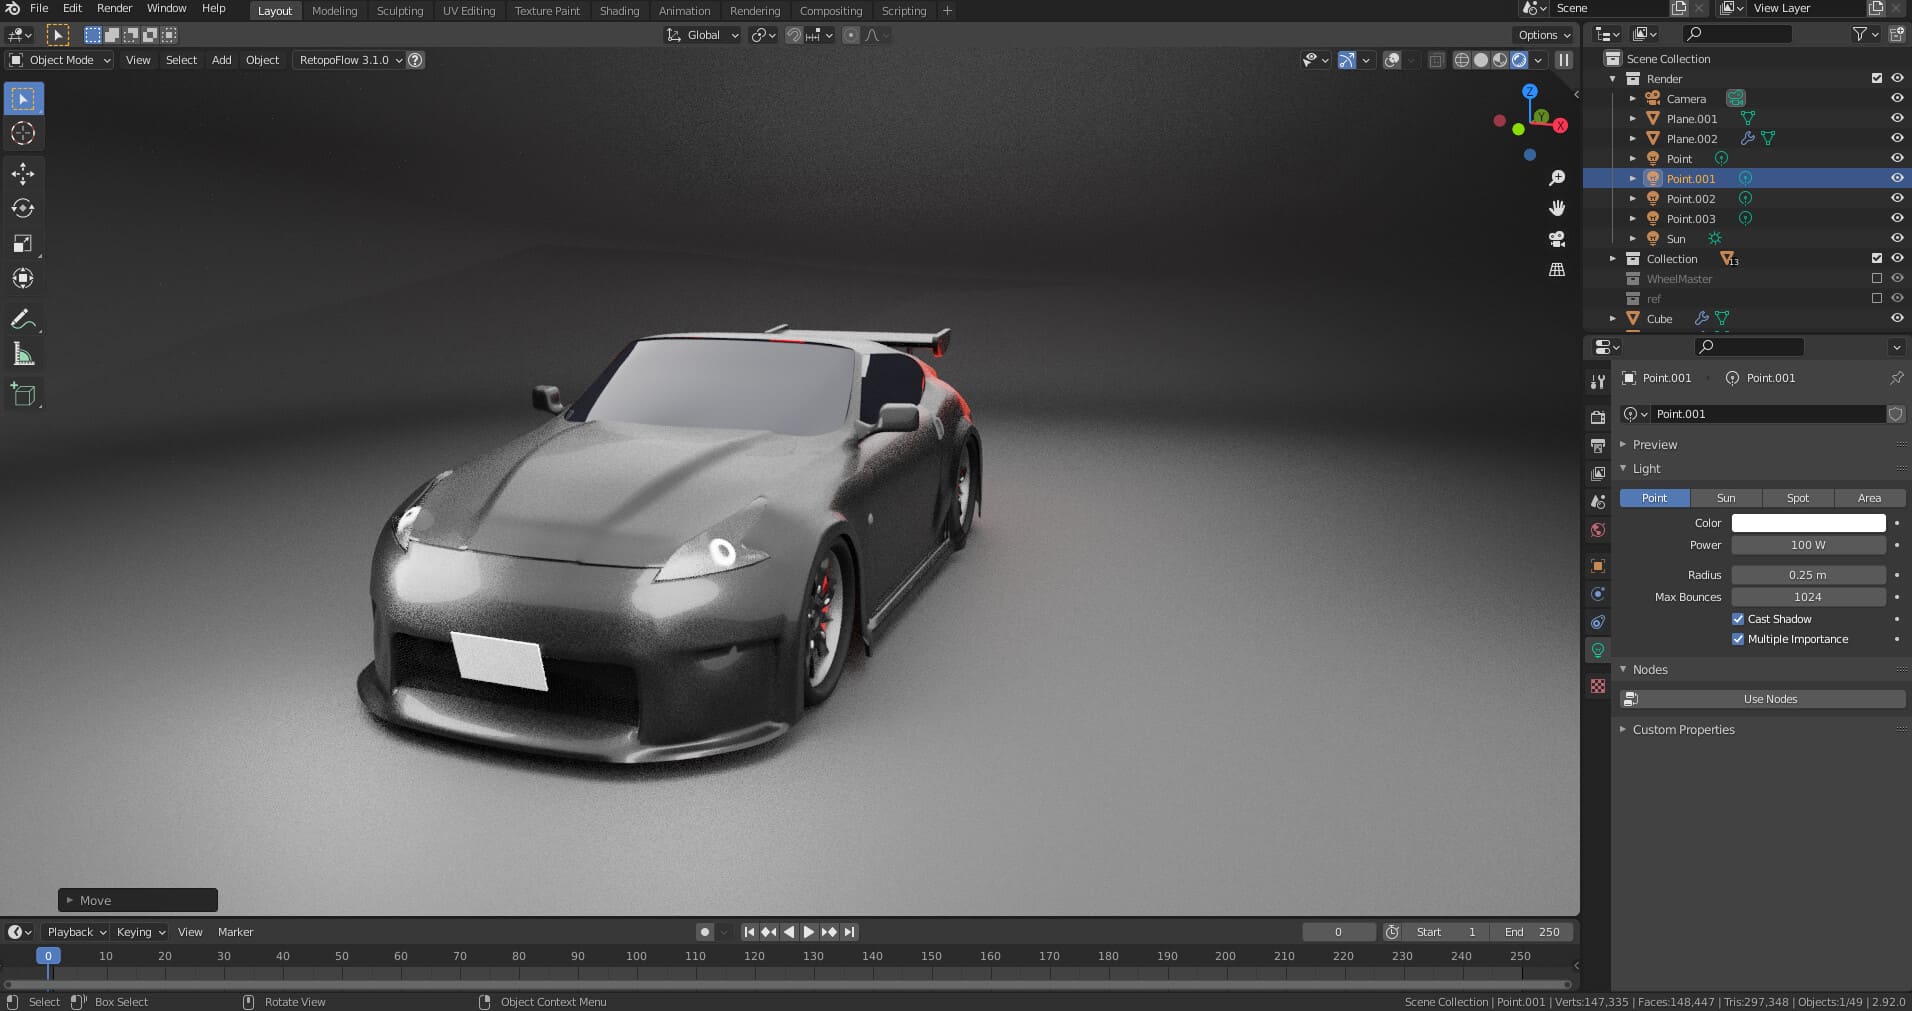 File Edit Render Window Help Layout Modeling Sculpting UV Editing Texture Paint Shading Animation Rendering Compositing Scripting + Scene View Layer
Global Options
Object Mode View Select Add Object RetopoFlow 3.1.0 ?
Z
Y
X
Move
Scene Collection
Render
Camera
Plane.001
Plane.002
Point
Point.001
Point.002
Point.003
Sun
Collection 13
WheelMaster
ref
Cube
Point.001 Point.001
Point.001
Preview
Light
Point Sun Spot Area
Color
Power 100 W
Radius 0.25 m
Max Bounces 1024
Cast Shadow
Multiple Importance
Nodes
Use Nodes
Custom Properties
Playback Keying View Marker 0 Start 1 End 250
0 10 20 30 40 50 60 70 80 90 100 110 120 130 140 150 160 170 180 190 200 210 220 230 240 250
Select Box Select Rotate View Object Context Menu Scene Collection | Point.001 | Verts:147,335 | Faces:148,447 | Tris:297,348 | Objects:1/49 | 2.92.0